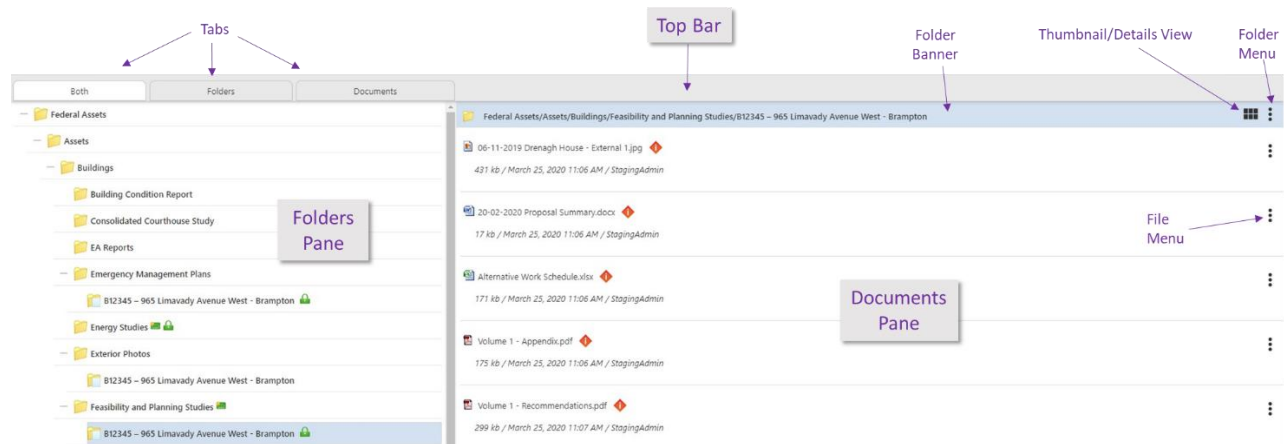 Tabs
Top Bar
Folder
Banner
Thumbnail/Details View
Folder
Menu
Both
Folders
Documents
Federal Assets
Assets
Buildings
Building Condition Report
Consolidated Courthouse Study
EA Reports
Emergency Management Plans
B12345 – 965 Limavady Avenue West - Brampton
Energy Studies
Exterior Photos
B12345 – 965 Limavady Avenue West - Brampton
Feasibility and Planning Studies
B12345 – 965 Limavady Avenue West - Brampton
Folders
Pane
Federal Assets/Assets/Buildings/Feasibility and Planning Studies/B12345 – 965 Limavady Avenue West - Brampton
06-11-2019 Drenagh House - External 1.jpg
431 kb / March 25, 2020 11:06 AM / StagingAdmin
20-02-2020 Proposal Summary.docx
17 kb / March 25, 2020 11:06 AM / StagingAdmin
File
Menu
Alternative Work Schedule.xlsx
171 kb / March 25, 2020 11:06 AM / StagingAdmin
Documents
Pane
Volume 1 - Appendix.pdf
175 kb / March 25, 2020 11:06 AM / StagingAdmin
Volume 1 - Recommendations.pdf
299 kb / March 25, 2020 11:07 AM / StagingAdmin